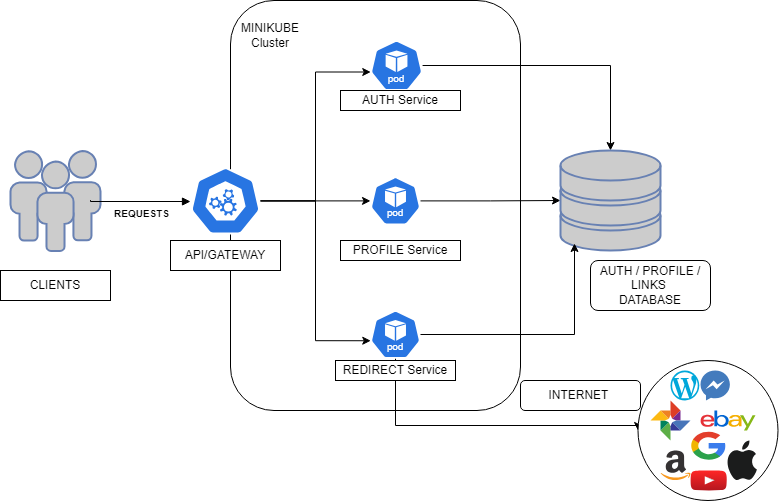 MINIKUBE
Cluster
pod
AUTH Service
REQUESTS
pod
API/GATEWAY
PROFILE Service
CLIENTS
AUTH / PROFILE /
LINKS
DATABASE
pod
REDIRECT Service
INTERNET
W
ebay
G
a